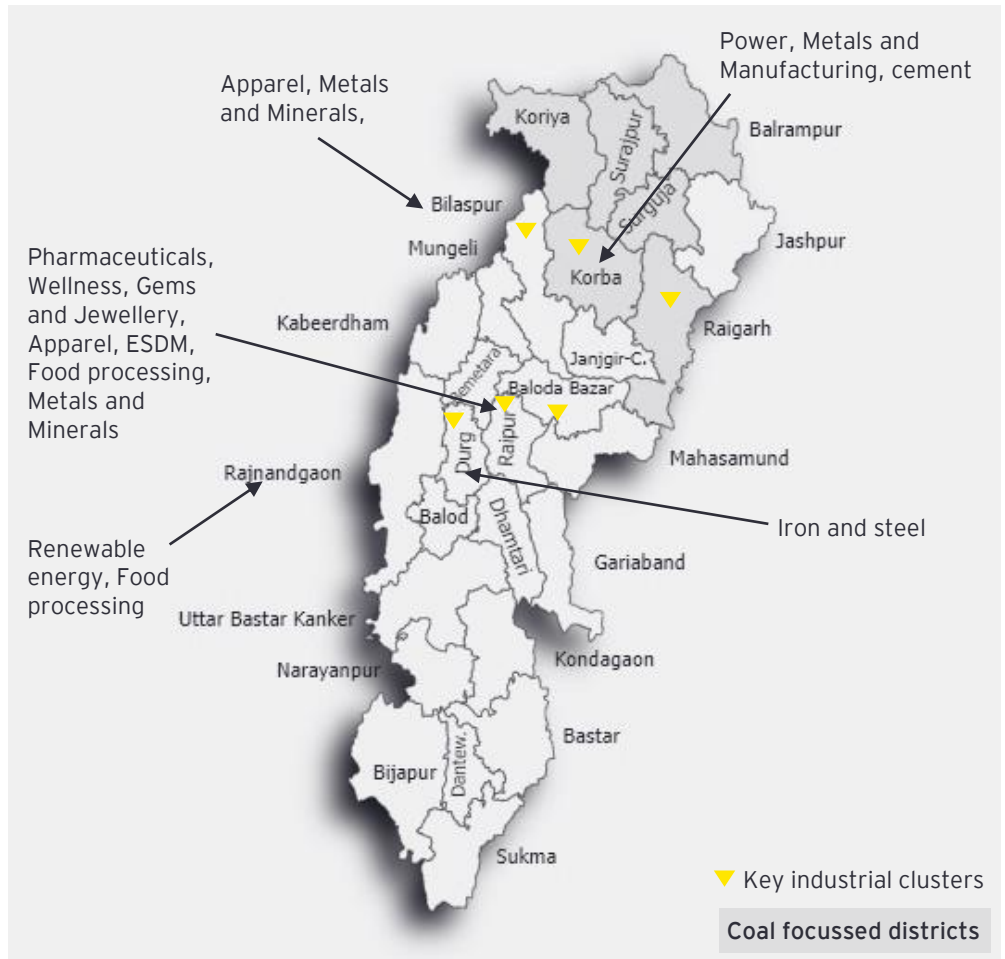 Power, Metals and
Manufacturing, cement
Apparel, Metals
and Minerals,
Koriya
Surajpur
Balrampur
Surguja
Bilaspur
Mungeli
Jashpur
Korba
Pharmaceuticals,
Wellness, Gems
and Jewellery,
Apparel, ESDM,
Food processing,
Metals and
Minerals
Kabeerdham
Raigarh
Janjgir-C.
Bemetara
Baloda Bazar
Durg
Raipur
Mahasamund
Rajnandgaon
Balod
Dhamtari
Iron and steel
Renewable
energy, Food
processing
Gariaband
Uttar Bastar Kanker
Kondagaon
Narayanpur
Bastar
Bijapur
Dantew.
Sukma
Key industrial clusters
Coal focussed districts